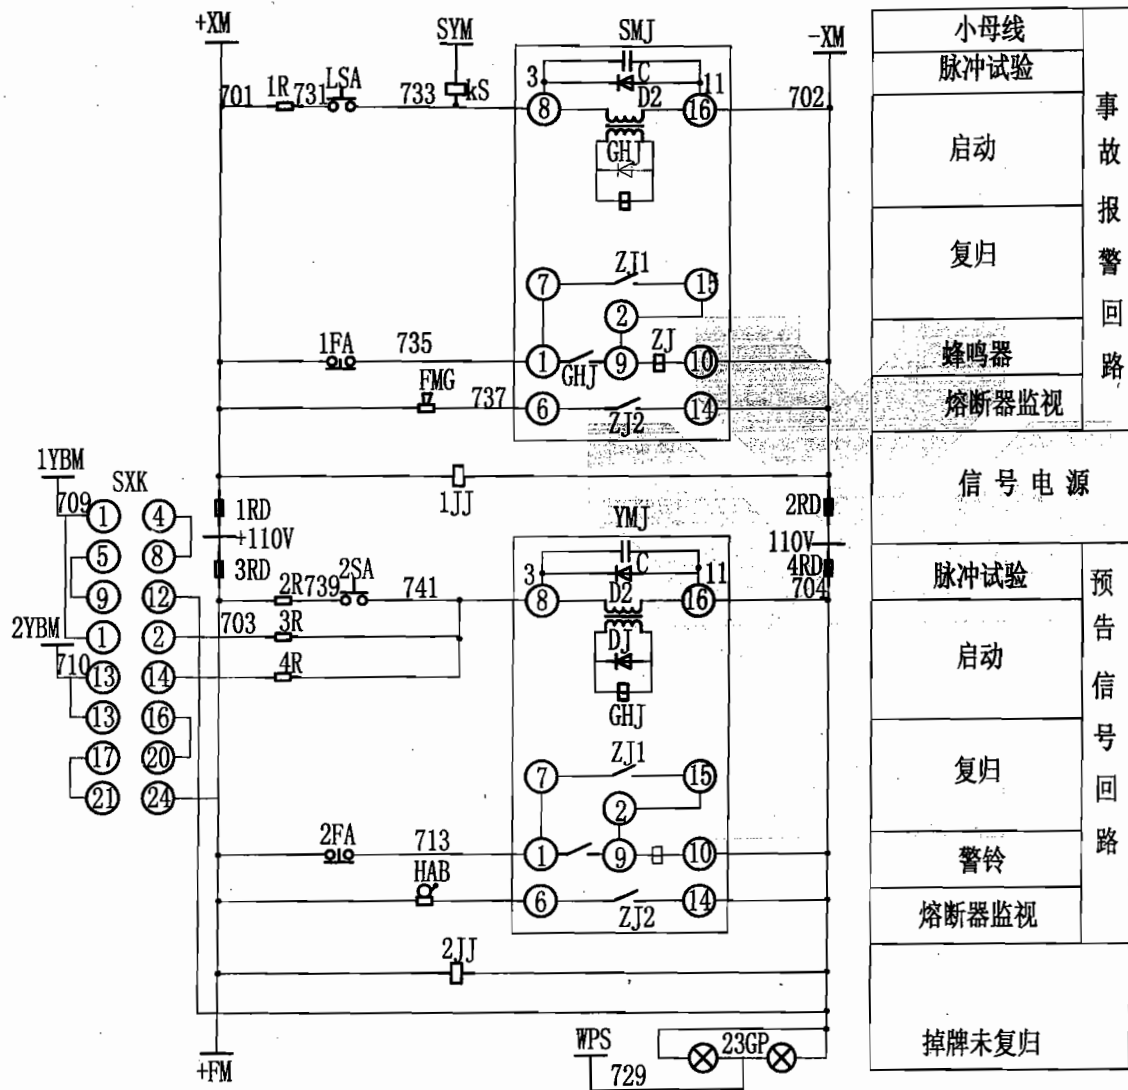 +XM
SYM
SMJ
-XM
701
1R
731
LSA
733
kS
3
C
11
D2
8
16
702
GHJ
ZJ1
7
15
2
1FA
735
1
GHJ
9
ZJ
10
FMG
737
6
ZJ2
14
1JJ
1YBM
709
SXK
1
4
5
8
9
12
2YBM
1
2
710
13
14
13
16
17
20
21
24
1RD
+110V
3RD
2RD
110V
4RD
YMJ
703
2R
739
2SA
741
3R
4R
3
C
11
D2
8
16
704
DJ
GHJ
ZJ1
7
15
2
2FA
713
1
9
10
HAB
6
ZJ2
14
2JJ
+FM
WPS
729
23GP
小母线
脉冲试验
启动
复归
蜂鸣器
熔断器监视
事故报警回路
信号电源
脉冲试验
启动
复归
警铃
熔断器监视
预告信号回路
掉牌未复归